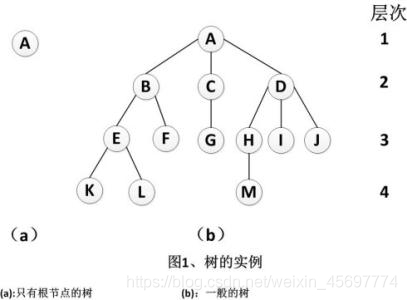 层次
A A 1
B C D 2
E F G H I J 3
K L M 4
(a) (b)
图1、树的实例
https://blog.csdn.net/weixin_45697774
(a):只有根节点的树 (b)：一般的树